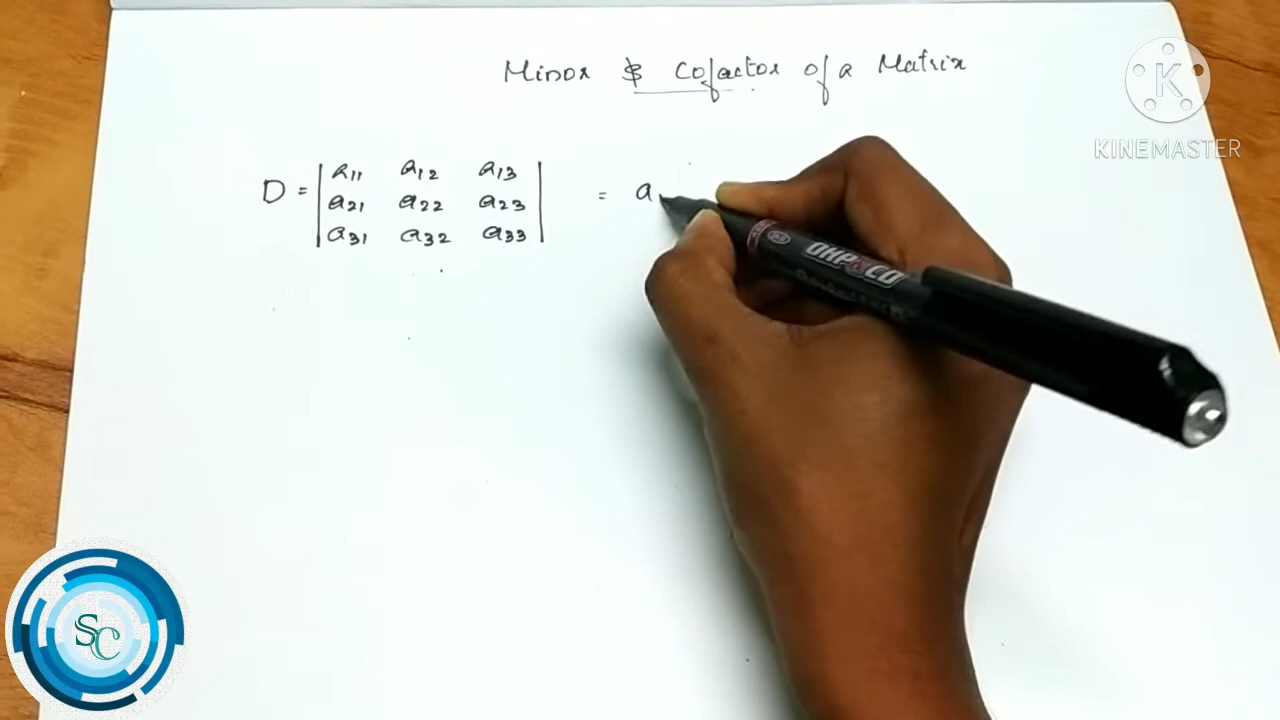 Minor & Cofactor of a Matrix
KINEMASTER
D = | a11 a12 a13 | = a
| a21 a22 a23 |
| a31 a32 a33 |
SC